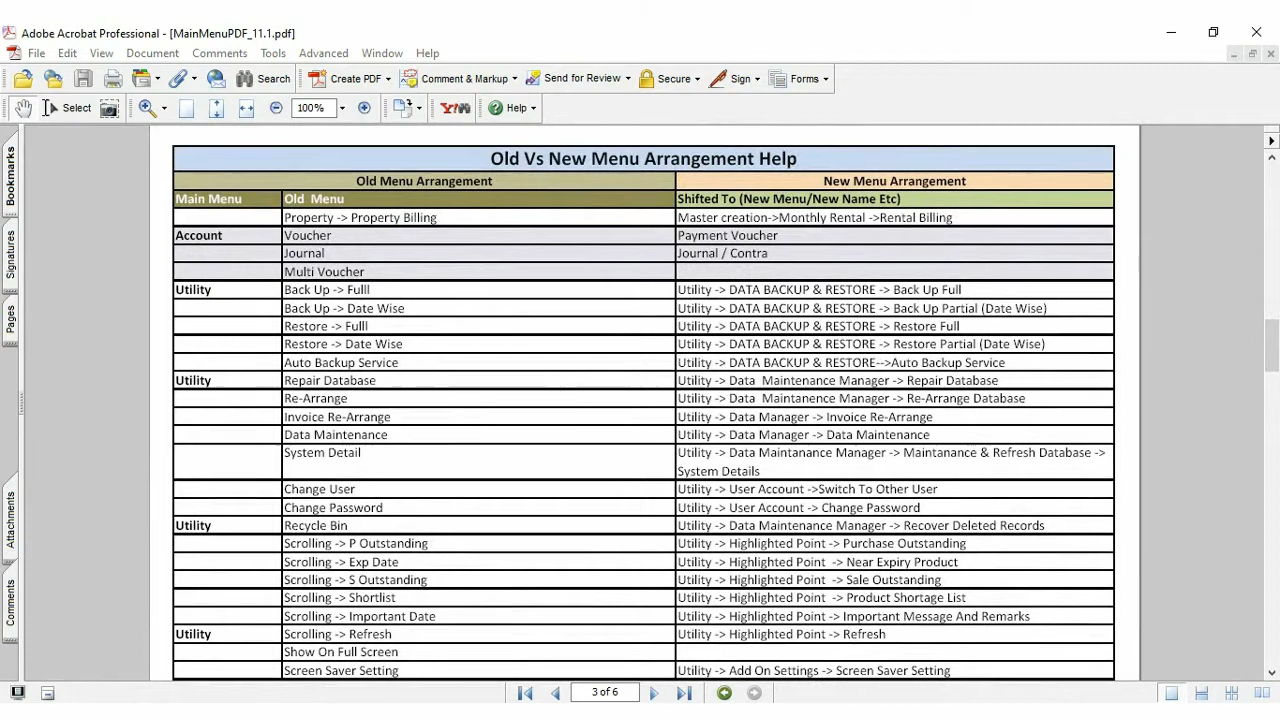 Adobe Acrobat Professional - [MainMenuPDF_11.1.pdf]
File Edit View Document Comments Tools Advanced Window Help
Search Create PDF Comment & Markup Send for Review Secure Sign Forms
Select 100% Y! Help
Bookmarks
Signatures
Pages
Attachments
Comments
Old Vs New Menu Arrangement Help
Old Menu Arrangement New Menu Arrangement
Main Menu Old Menu Shifted To (New Menu/New Name Etc)
Property -> Property Billing Master creation->Monthly Rental ->Rental Billing
Account Voucher Payment Voucher
Journal Journal / Contra
Multi Voucher
Utility Back Up -> Fulll Utility -> DATA BACKUP & RESTORE -> Back Up Full
Back Up -> Date Wise Utility -> DATA BACKUP & RESTORE -> Back Up Partial (Date Wise)
Restore -> Fulll Utility -> DATA BACKUP & RESTORE -> Restore Full
Restore -> Date Wise Utility -> DATA BACKUP & RESTORE -> Restore Partial (Date Wise)
Auto Backup Service Utility -> DATA BACKUP & RESTORE-->Auto Backup Service
Utility Repair Database Utility -> Data Maintenance Manager -> Repair Database
Re-Arrange Utility -> Data Maintanence Manager -> Re-Arrange Database
Invoice Re-Arrange Utility -> Data Manager -> Invoice Re-Arrange
Data Maintenance Utility -> Data Manager -> Data Maintenance
System Detail Utility -> Data Maintanance Manager -> Maintanance & Refresh Database ->
System Details
Change User Utility -> User Account ->Switch To Other User
Change Password Utility -> User Account -> Change Password
Utility Recycle Bin Utility -> Data Maintenance Manager -> Recover Deleted Records
Scrolling -> P Outstanding Utility -> Highlighted Point -> Purchase Outstanding
Scrolling -> Exp Date Utility -> Highlighted Point -> Near Expiry Product
Scrolling -> S Outstanding Utility -> Highlighted Point -> Sale Outstanding
Scrolling -> Shortlist Utility -> Highlighted Point -> Product Shortage List
Scrolling -> Important Date Utility -> Highlighted Point -> Important Message And Remarks
Utility Scrolling -> Refresh Utility -> Highlighted Point -> Refresh
Show On Full Screen
Screen Saver Setting Utility -> Add On Settings -> Screen Saver Setting
3 of 6